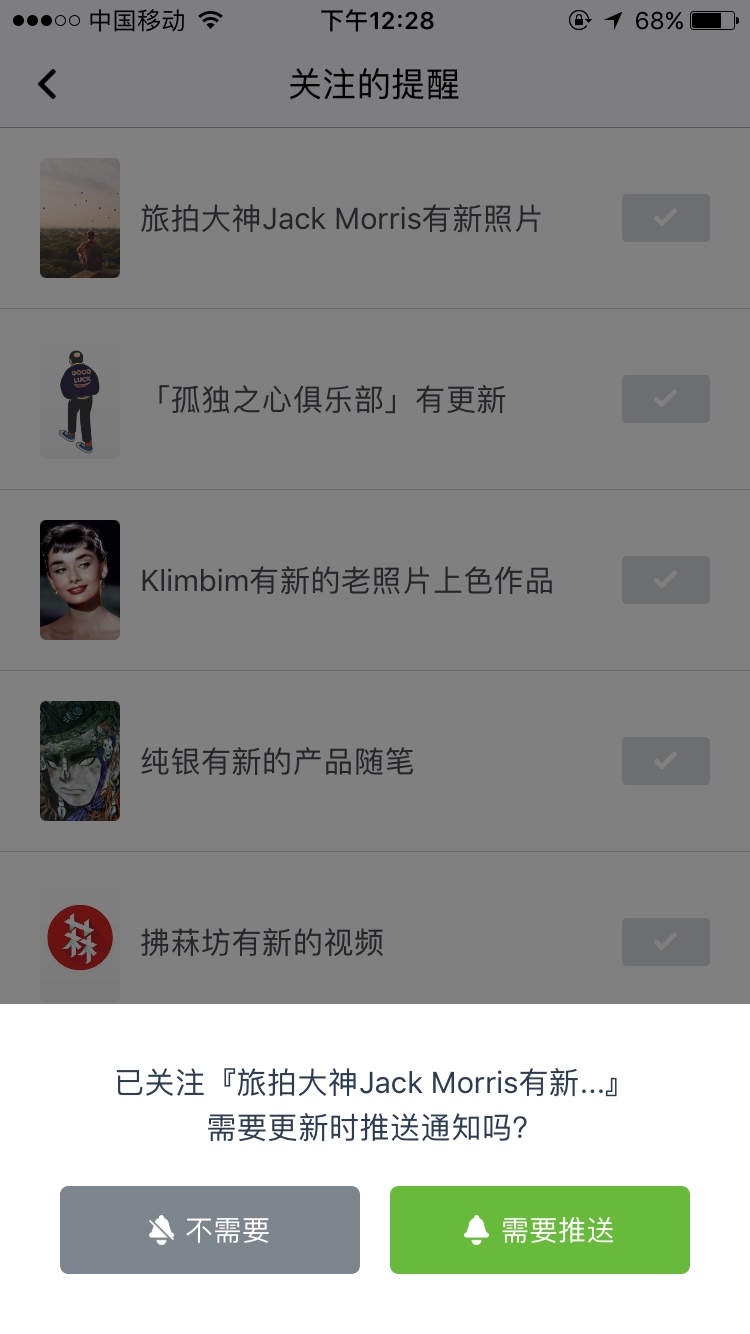 中国移动 下午12:28 68%
关注的提醒
旅拍大神Jack Morris有新照片
GOOD
LUCK
「孤独之心俱乐部」有更新
Klimbim有新的老照片上色作品
纯银有新的产品随笔
拂菻坊有新的视频
已关注『旅拍大神Jack Morris有新...』
需要更新时推送通知吗?
不需要
需要推送